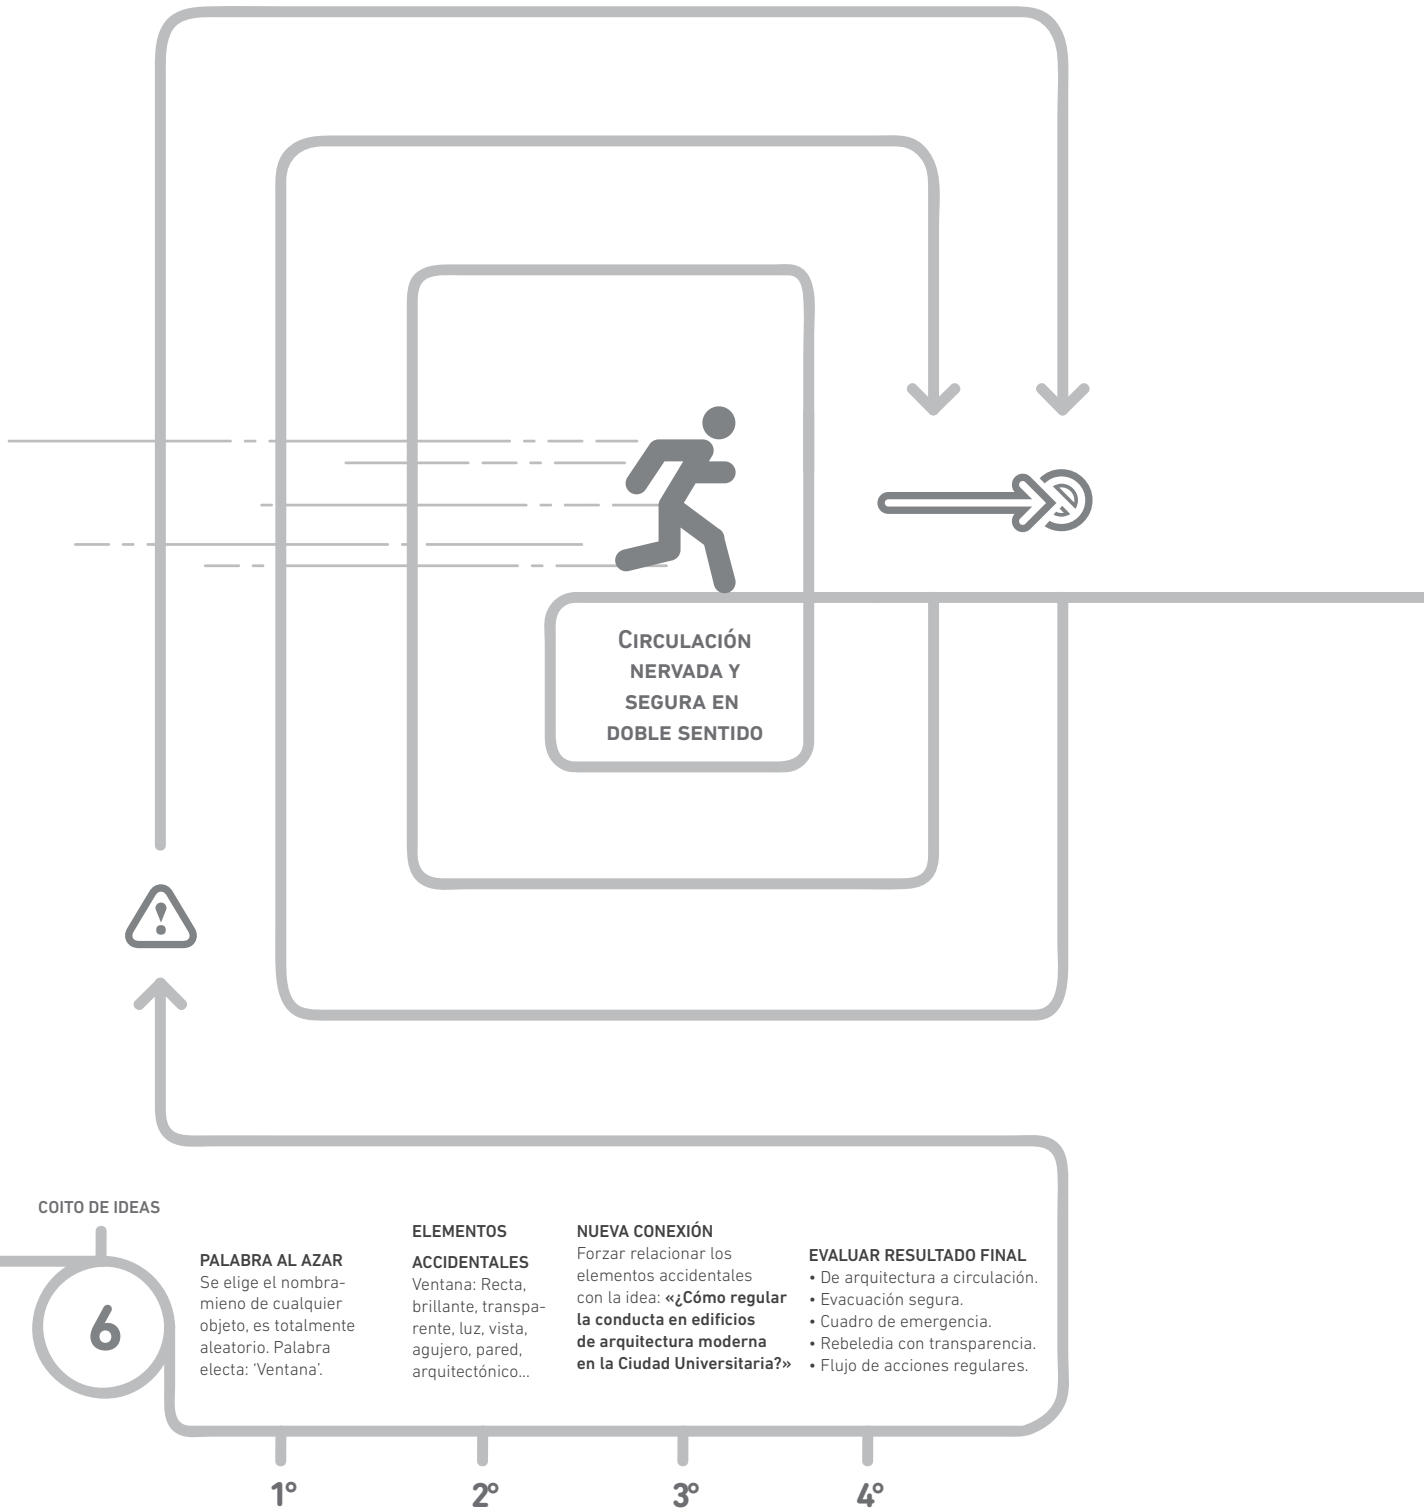 CIRCULACIÓN
NERVADA Y
SEGURA EN
DOBLE SENTIDO
COITO DE IDEAS
6
PALABRA AL AZAR
Se elige el nombra-
mieno de cualquier
objeto, es totalmente
aleatorio. Palabra
electa: ‘Ventana’.
ELEMENTOS
ACCIDENTALES
Ventana: Recta,
brillante, transpa-
rente, luz, vista,
agujero, pared,
arquitectónico...
NUEVA CONEXIÓN
Forzar relacionar los
elementos accidentales
con la idea: «¿Cómo regular
la conducta en edificios
de arquitectura moderna
en la Ciudad Universitaria?»
EVALUAR RESULTADO FINAL
• De arquitectura a circulación.
• Evacuación segura.
• Cuadro de emergencia.
• Rebeledia con transparencia.
• Flujo de acciones regulares.
1°
2°
3°
4°